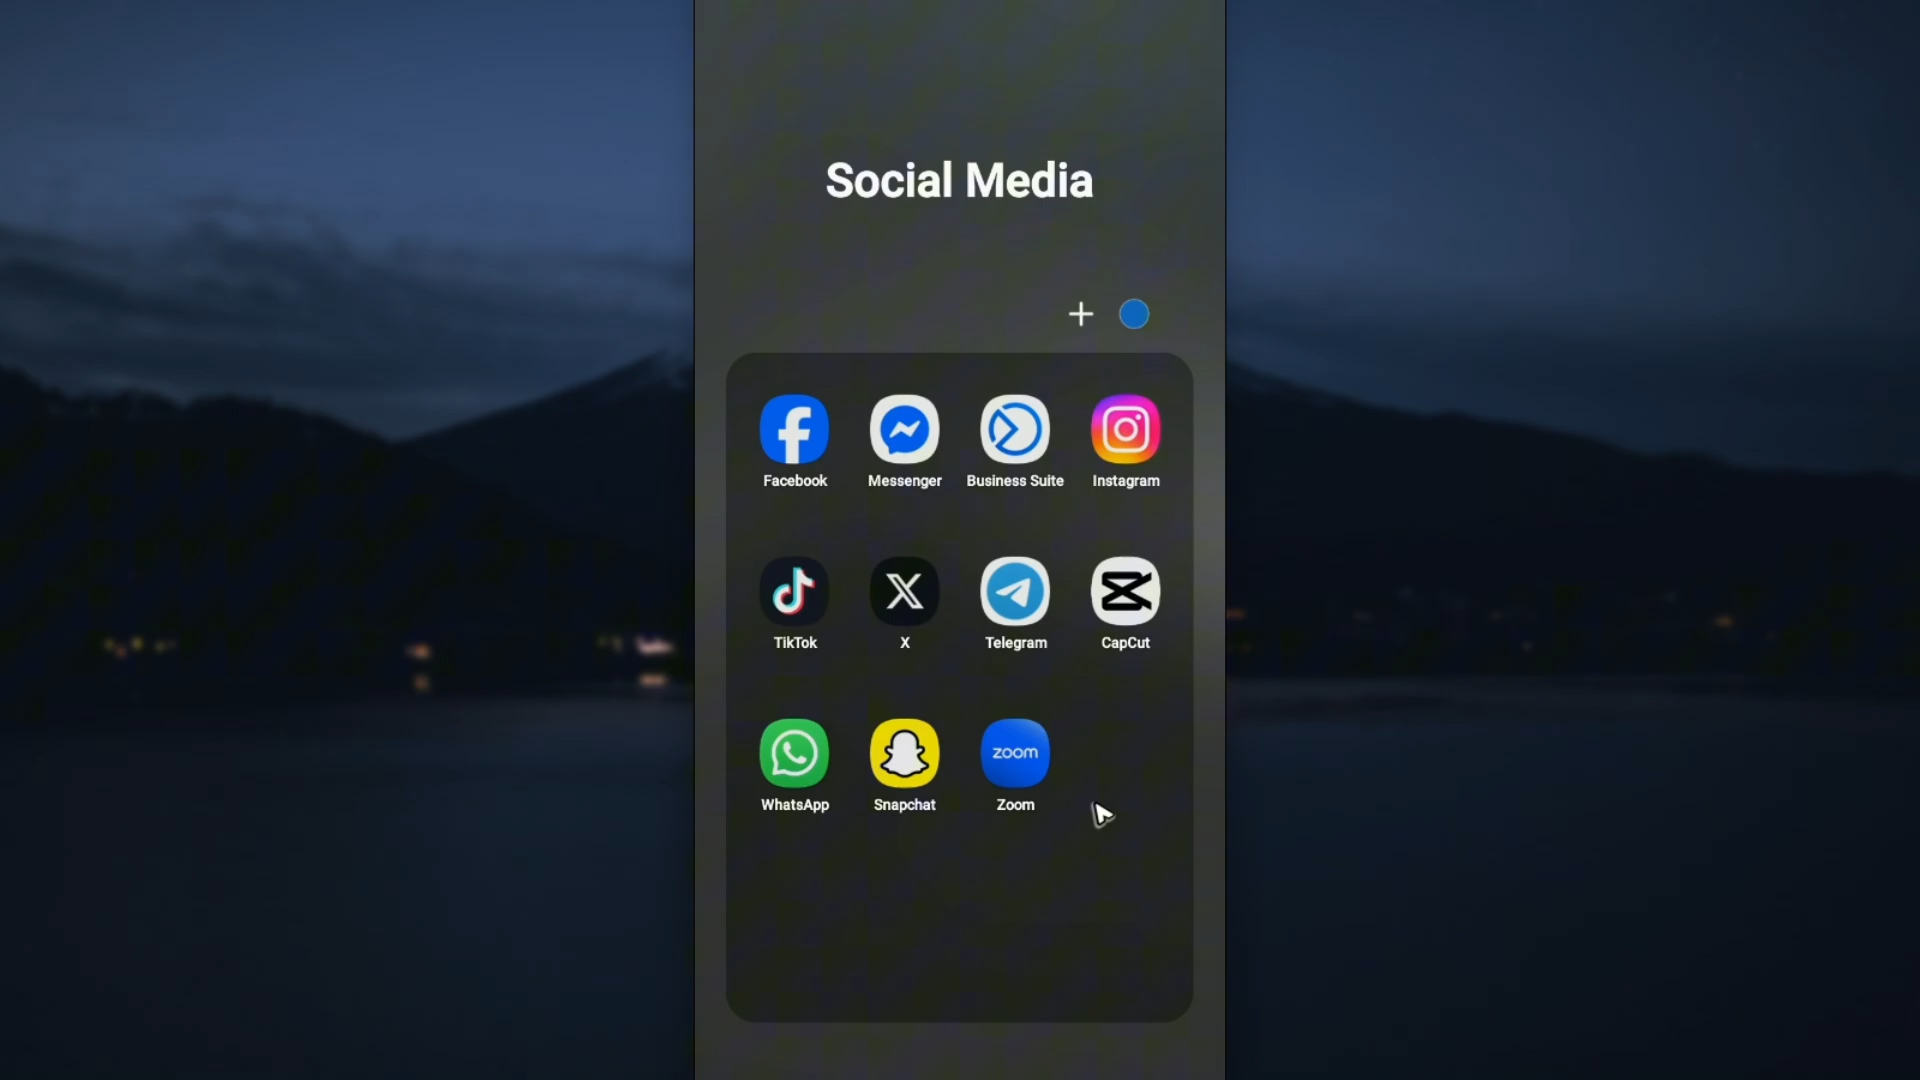 Social Media
Facebook
Messenger
Business Suite
Instagram
TikTok
X
Telegram
CapCut
zoom
WhatsApp
Snapchat
Zoom